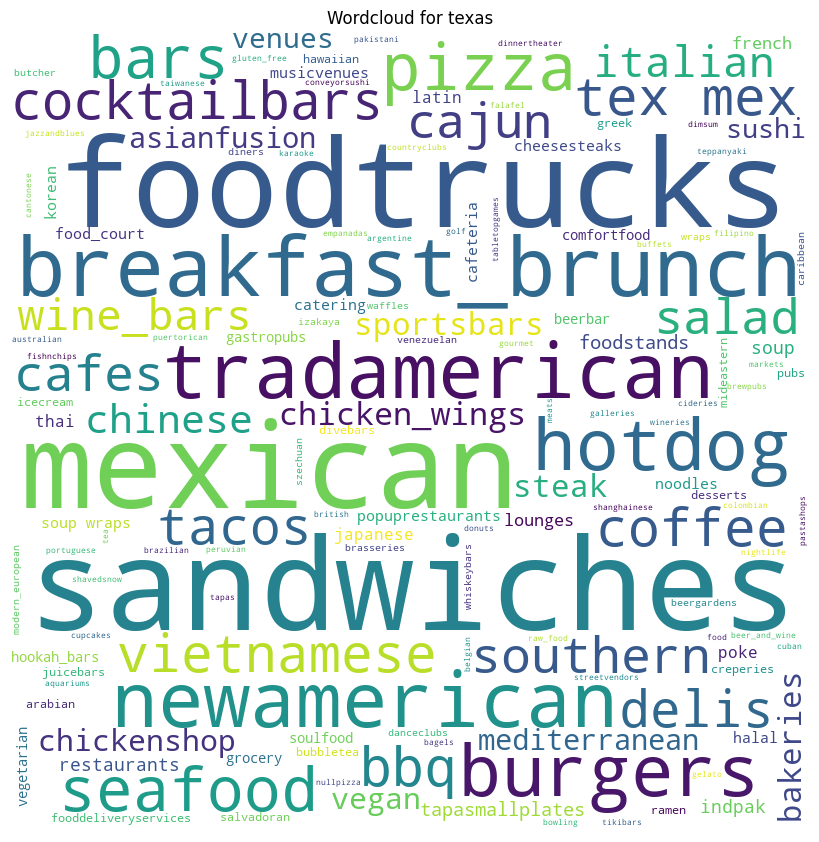 Wordcloud for texas
bars
venues
pakistani
dinnertheater
french
butcher
gluten_free
hawaiian
pizza
italian
taiwanese
musicvenues
conveyorsushi
cocktailbars
latin
falafel
tex mex
cajun
greek
dimsum
sushi
jazzandblues
asianfusion
diners
karaoke
countryclubs
cheesesteaks
teppanyaki
foodtrucks
cantonese
korean
cafeteria
tabletopgames
food_court
empanadas
argentine
golf
comfortfood
wraps
filipino
buffets
caribbean
breakfast_brunch
wine_bars
catering
waffles
izakaya
sportsbars
beerbar
salad
australian
puertorican
gastropubs
venezuelan
gourmet
foodstands
soup
markets
fishnchips
cafes
tradamerican
mideastern
brewpubs
pubs
icecream
thai
chinese
chicken_wings
divebars
meats
galleries
cideries
wineries
szechuan
mexican
hotdog
steak
noodles
desserts
soup wraps
tacos
british
popuprestaurants
lounges
shanghainese
colombian
coffee
pastashops
modern_european
portuguese
tea
brazilian
peruvian
japanese
brasseries
donuts
whiskeybars
nightlife
shavedsnow
tapas
sandwiches
beergardens
cupcakes
vietnamese
belgian
raw_food
food
beer_and_wine
cuban
southern
poke
hookah_bars
juicebars
aquariums
creperies
streetvendors
arabian
newamerican
delis
bakeries
chickenshop
soulfood
danceclubs
mediterranean
halal
vegetarian
restaurants
grocery
bubbletea
bagels
bbq
burgers
gelato
nullpizza
seafood
vegan
tapasmallplates
ramen
indpak
fooddeliveryservices
salvadoran
bowling
tikibars